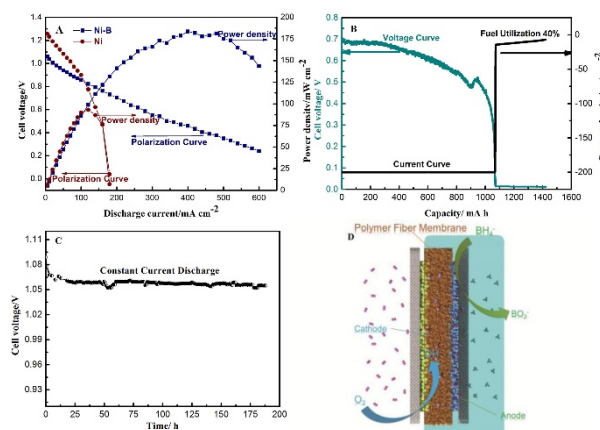 A
Ni-B
Ni
Power density
Power density
Polarization Curve
Polarization Curve
Cell voltage/V
Discharge current/mA cm-2
Power density/mW cm-2
1.4
1.2
1.0
0.8
0.6
0.4
0.2
0.0
0 100 200 300 400 500 600
200
175
150
125
100
75
50
25
0
B
Voltage Curve
Fuel Utilization 40%
Current Curve
Cell voltage/V
Capacity/ mA h
0.8
0.7
0.6
0.5
0.4
0.3
0.2
0.1
0.0
0 200 400 600 800 1000 1200 1400 1600
0
-50
-100
-150
-200
C
Constant Current Discharge
Cell voltage/V
Time/ h
1.11
1.08
1.05
1.02
0.99
0.96
0.93
0 25 50 75 100 125 150 175 200
D
Polymer Fiber Membrane
BH4-
BO2-
Cathode
O2
Anode